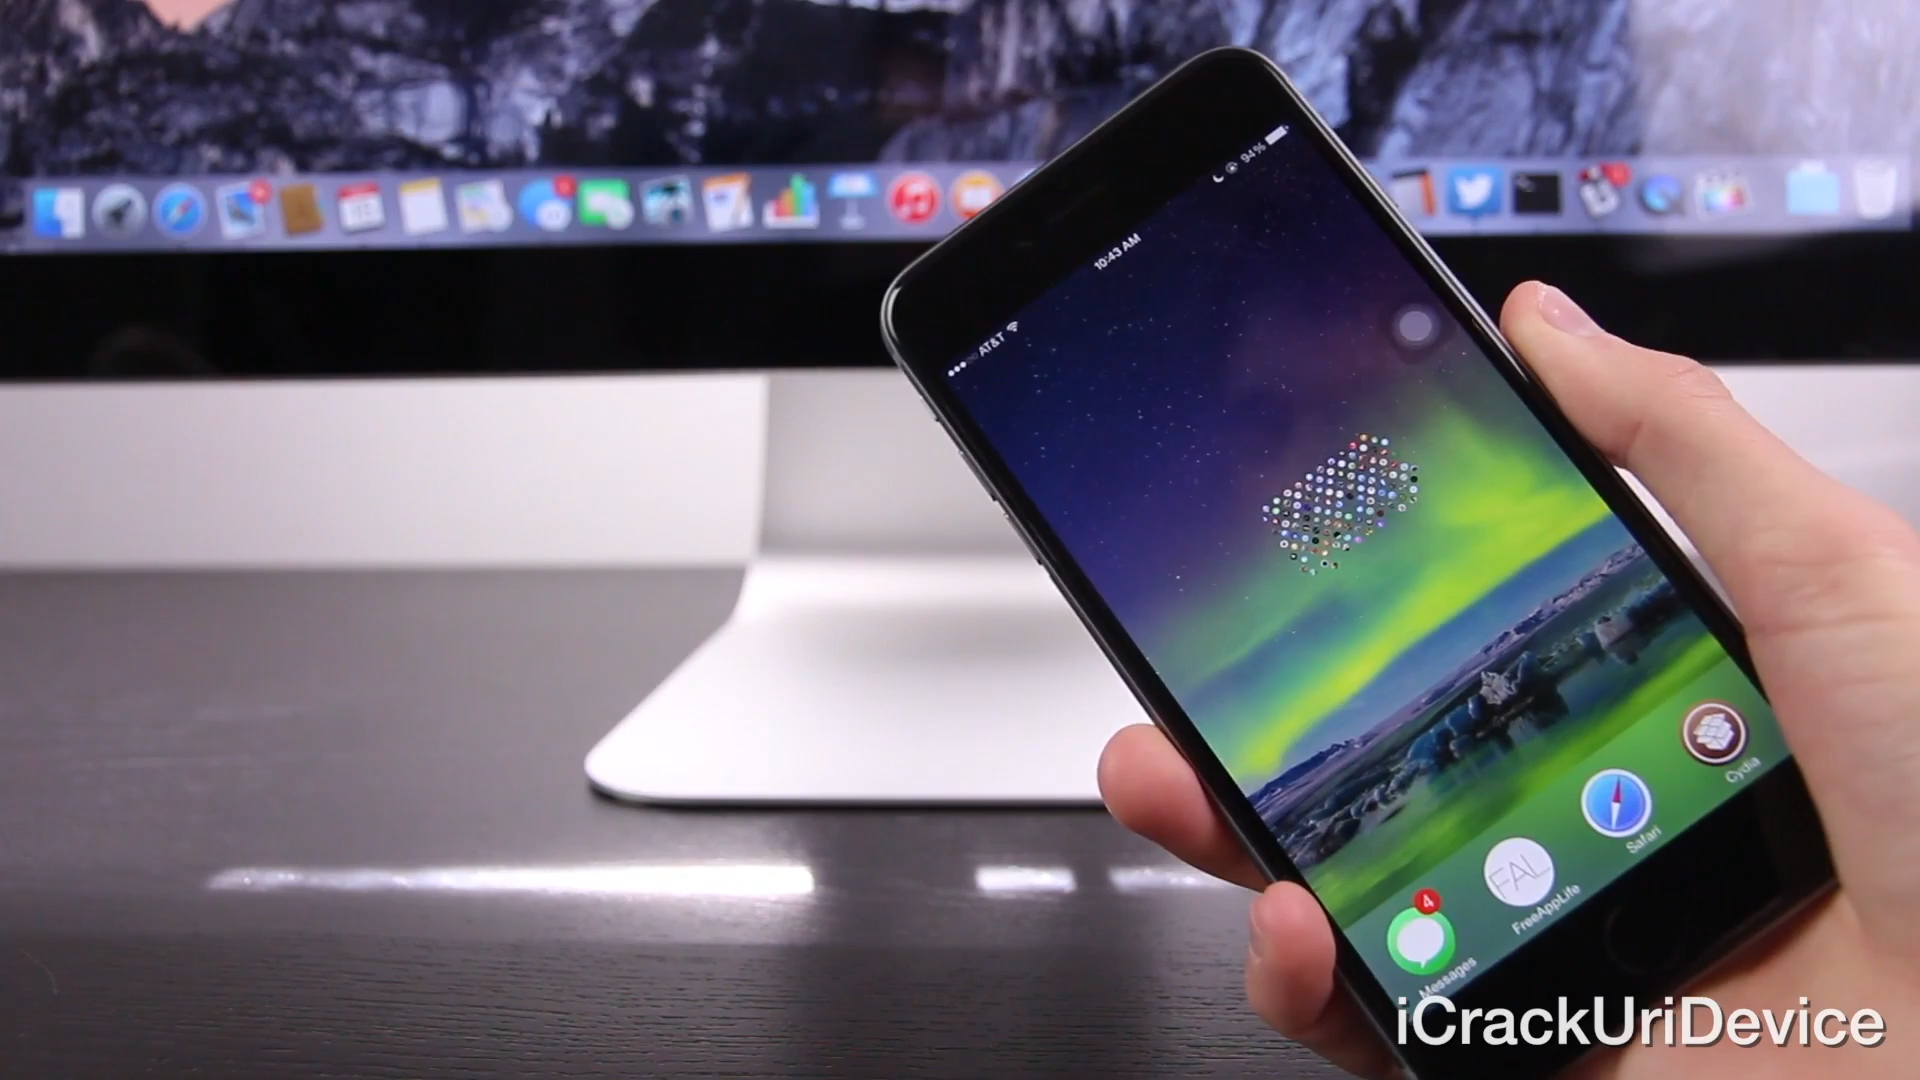 94%
10:43 AM
AT&T
Cydia
Safari
FAL
FreeAppLife
4
Messages
iCrackUriDevice